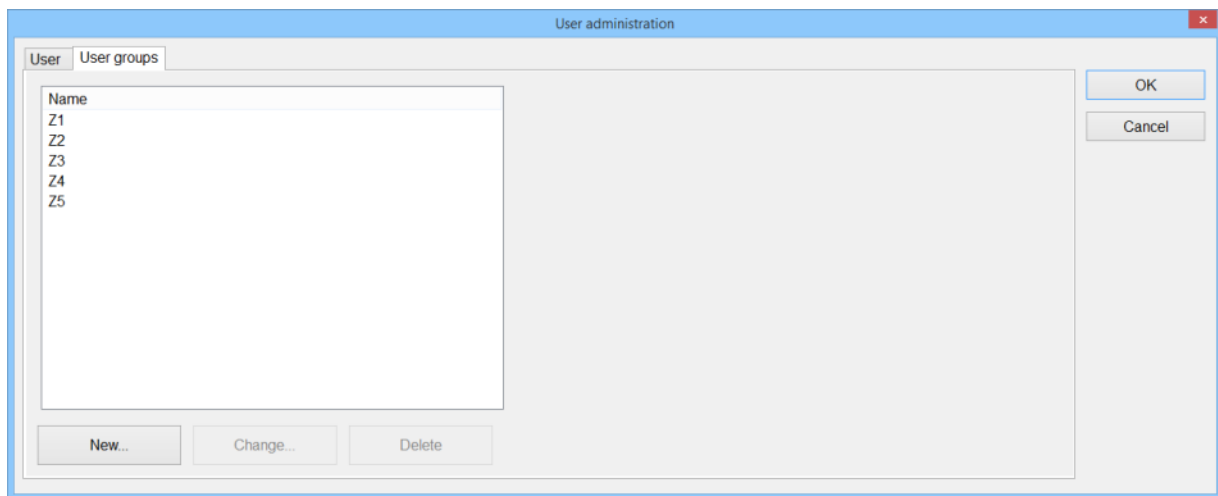 User administration
User User groups
Name
Z1
Z2
Z3
Z4
Z5
New... Change... Delete
OK
Cancel